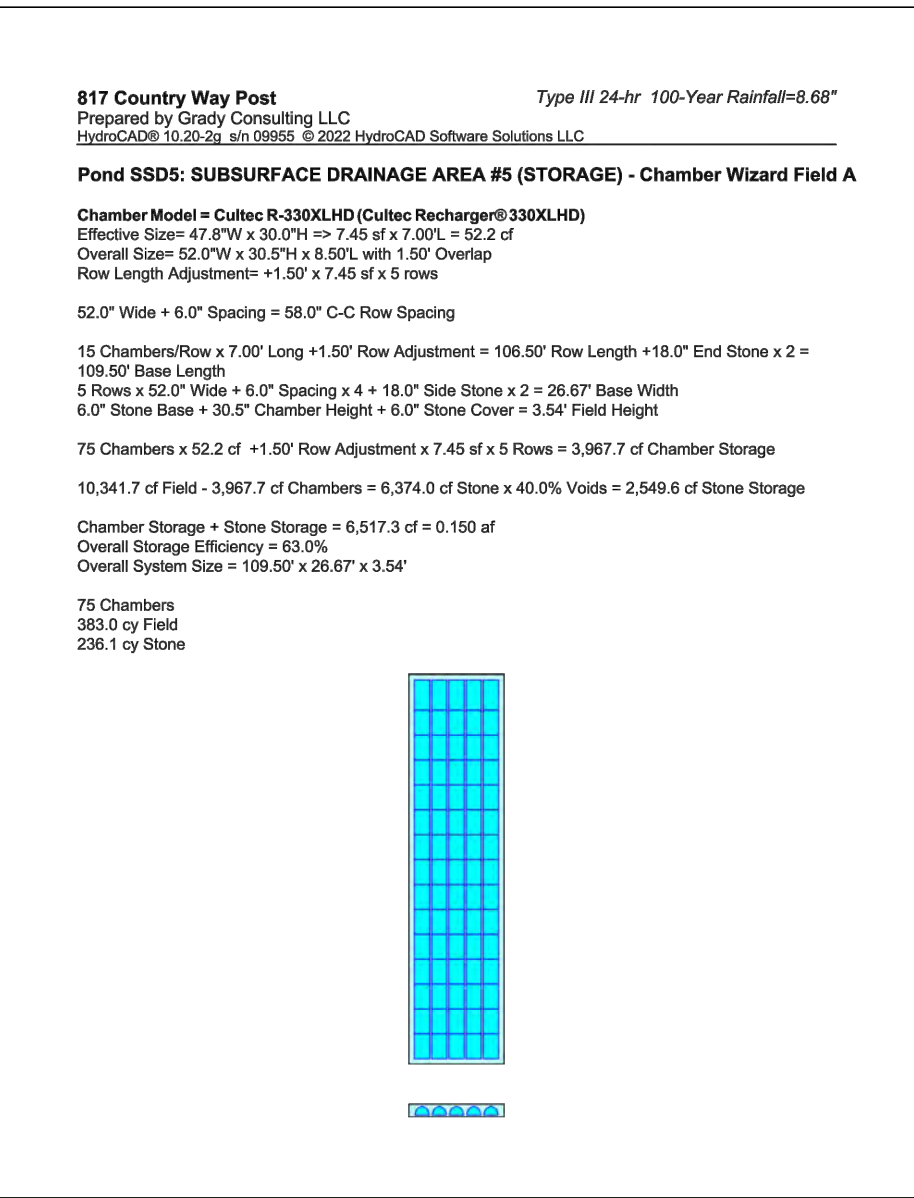 817 Country Way Post
Type III 24-hr 100-Year Rainfall=8.68"
Prepared by Grady Consulting LLC
HydroCAD® 10.20-2g s/n 09955 © 2022 HydroCAD Software Solutions LLC
Pond SSD5: SUBSURFACE DRAINAGE AREA #5 (STORAGE) - Chamber Wizard Field A
Chamber Model = Cultec R-330XLHD (Cultec Recharger® 330XLHD)
Effective Size= 47.8"W x 30.0"H => 7.45 sf x 7.00'L = 52.2 cf
Overall Size= 52.0"W x 30.5"H x 8.50'L with 1.50' Overlap
Row Length Adjustment= +1.50' x 7.45 sf x 5 rows
52.0" Wide + 6.0" Spacing = 58.0" C-C Row Spacing
15 Chambers/Row x 7.00' Long +1.50' Row Adjustment = 106.50' Row Length +18.0" End Stone x 2 =
109.50' Base Length
5 Rows x 52.0" Wide + 6.0" Spacing x 4 + 18.0" Side Stone x 2 = 26.67' Base Width
6.0" Stone Base + 30.5" Chamber Height + 6.0" Stone Cover = 3.54' Field Height
75 Chambers x 52.2 cf +1.50' Row Adjustment x 7.45 sf x 5 Rows = 3,967.7 cf Chamber Storage
10,341.7 cf Field - 3,967.7 cf Chambers = 6,374.0 cf Stone x 40.0% Voids = 2,549.6 cf Stone Storage
Chamber Storage + Stone Storage = 6,517.3 cf = 0.150 af
Overall Storage Efficiency = 63.0%
Overall System Size = 109.50' x 26.67' x 3.54'
75 Chambers
383.0 cy Field
236.1 cy Stone